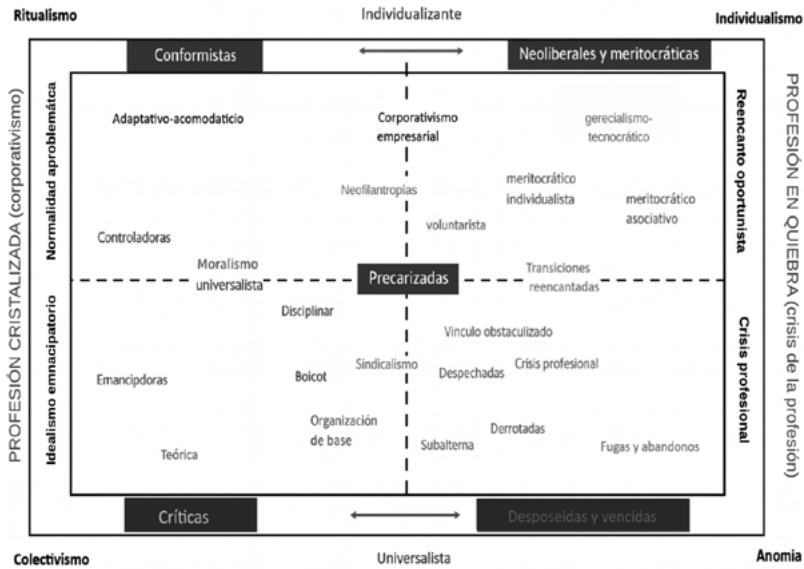 Ritualismo
Individualizante
Individualismo
Conformistas
Neoliberales y meritocráticas
PROFESIÓN CRISTALIZADA (corporativismo)
Normalidad aproblemátca
Idealismo emnacipatorio
Adaptativo-acomodaticio
Corporativismo
empresarial
gerecialismo-
tecnocrático
Neofilantropías
meritocrático
individualista
meritocrático
asociativo
voluntarista
Controladoras
Moralismo
universalista
Precarizadas
Transiciones
reencantadas
Disciplinar
Vinculo obstaculizado
Sindicalismo
Despechadas
Crisis profesional
Emancipdoras
Boicot
Organización
de base
Derrotadas
Subalterna
Fugas y abandonos
Teórica
Reencanto oportunista
Crisis profesional
PROFESIÓN EN QUIEBRA (crisis de la profesión)
Críticas
Desposeídas y vencidas
Colectivismo
Universalista
Anomia